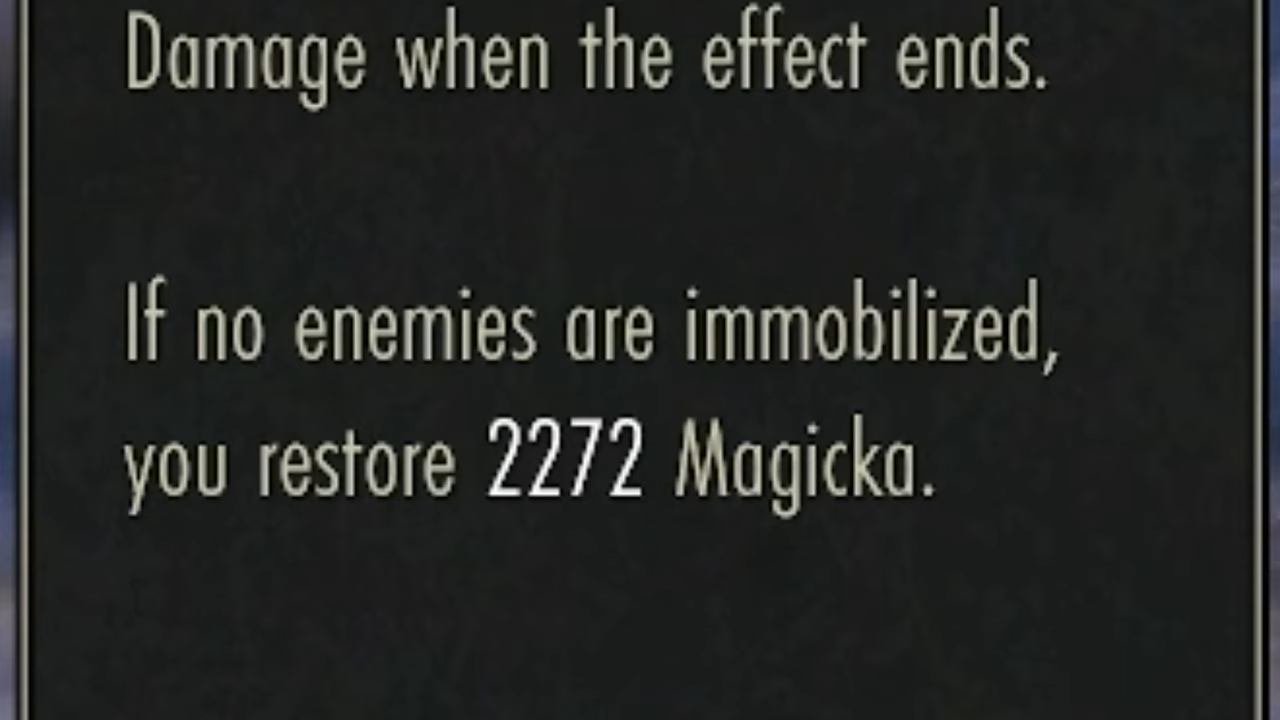 Damage when the effect ends.
If no enemies are immobilized,
you restore 2272 Magicka.